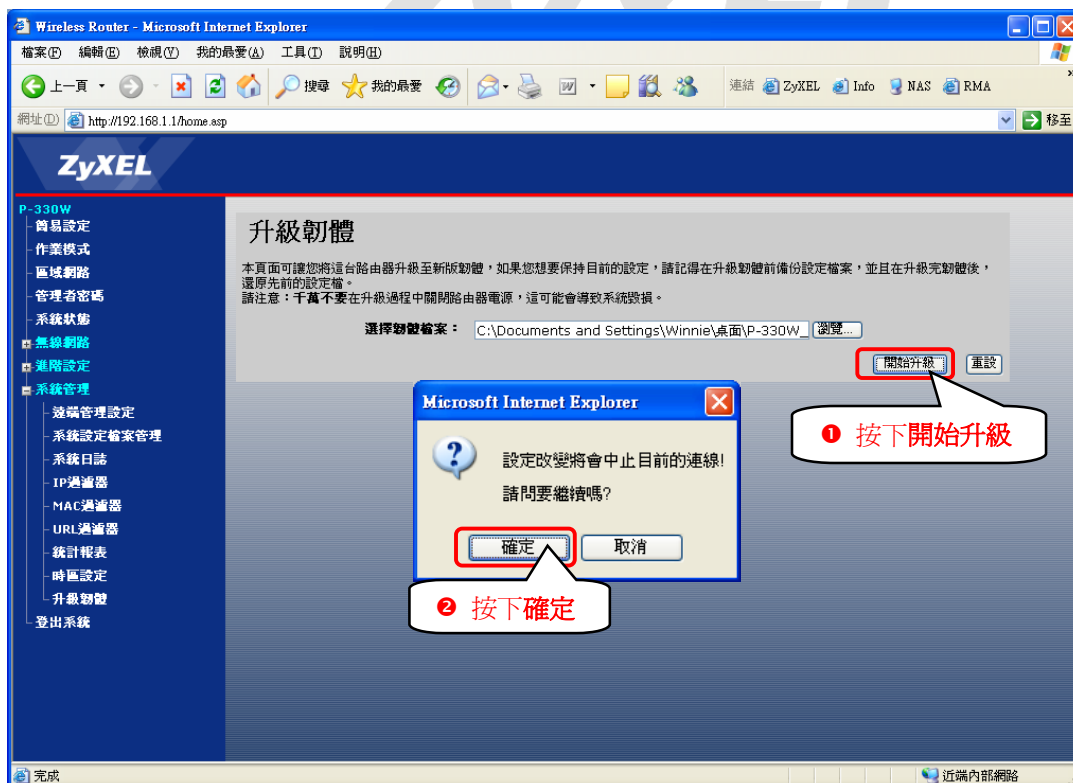 Wireless Router - Microsoft Internet Explorer
檔案(F) 編輯(E) 檢視(V) 我的最愛(A) 工具(T) 說明(H)
上一頁 搜尋 我的最愛 連結 ZyXEL Info NAS RMA »
網址(D) http://192.168.1.1/home.asp 移至
ZyXEL
P-330W
簡易設定
作業模式
區域網路
管理者密碼
系統狀態
無線網路
進階設定
系統管理
遠端管理設定
系統設定檔案管理
系統日誌
IP過濾器
MAC過濾器
URL過濾器
統計報表
時區設定
升級韌體
登出系統
升級韌體
本頁面可讓您將這台路由器升級至新版韌體，如果您想要保持目前的設定，請記得在升級韌體前備份設定檔案，並且在升級完韌體後，
還原先前的設定檔。
請注意：千萬不要在升級過程中關閉路由器電源，這可能會導致系統毀損。
選擇韌體檔案： C:\Documents and Settings\Winnie\桌面\P-330W_ 瀏覽...
開始升級 重設
❶ 按下開始升級
Microsoft Internet Explorer
設定改變將會中止目前的連線!
請問要繼續嗎?
確定 取消
❷ 按下確定
完成 近端內部網路